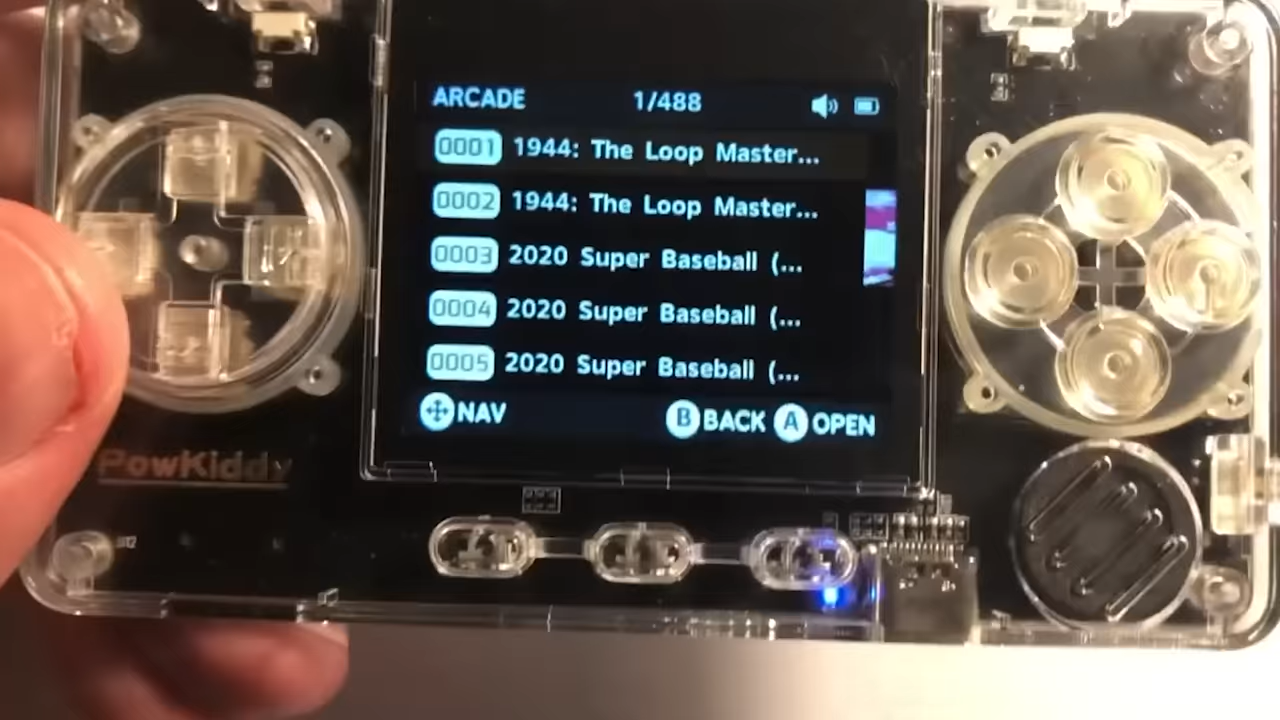 ARCADE 1/488
0001 1944: The Loop Master...
0002 1944: The Loop Master...
0003 2020 Super Baseball (...
0004 2020 Super Baseball (...
0005 2020 Super Baseball (...
NAV B BACK A OPEN
PowKiddy